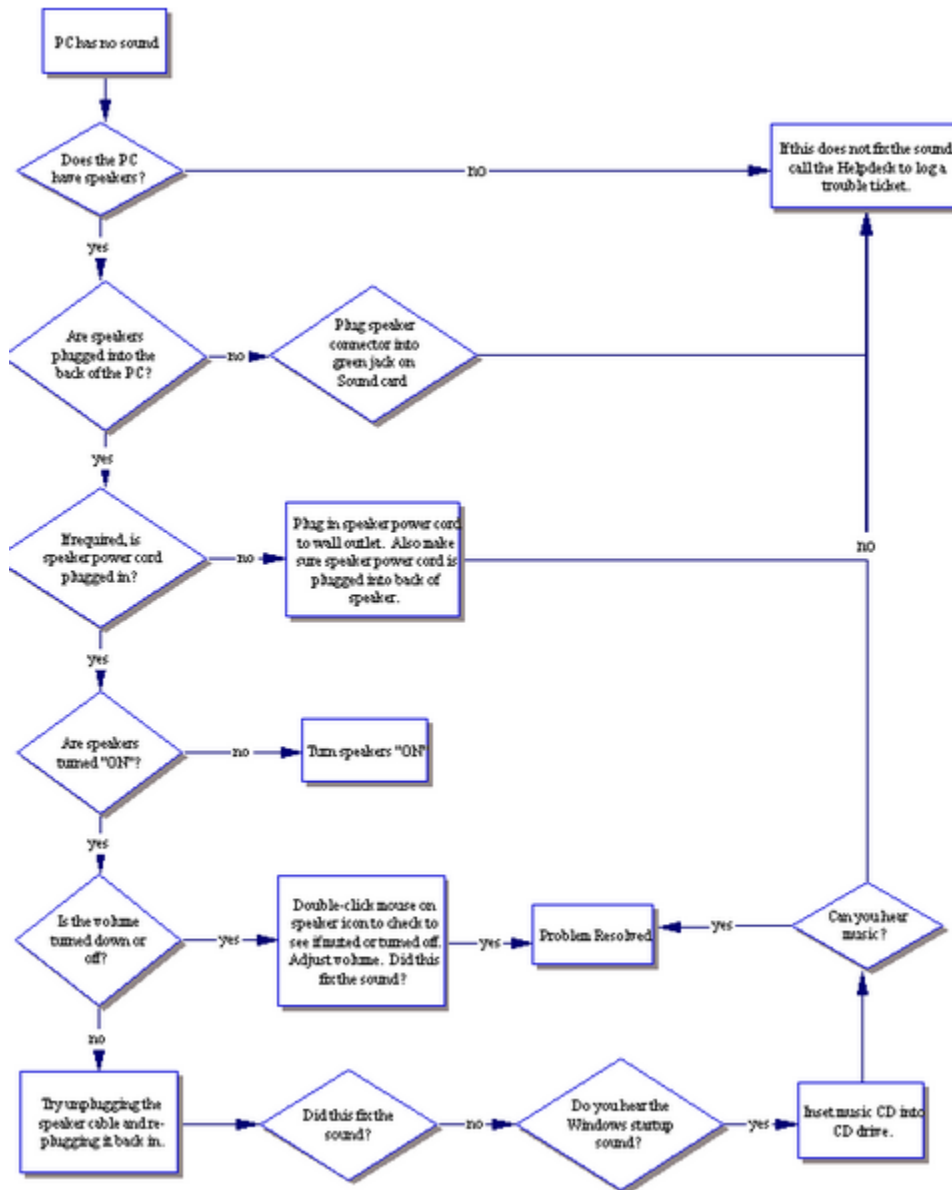 PC has no sound
Does the PC
have speakers?
no
If this does not fix the sound
call the Helpdesk to log a
trouble ticket.
yes
Are speakers
plugged into the
back of the PC?
no
Plug speaker
connector into
green jack on
Sound card
yes
If required, is
speaker power cord
plugged in?
no
Plug in speaker power cord
to wall outlet. Also make
sure speaker power cord is
plugged into back of
speaker.
no
yes
Are speakers
turned "ON"?
no
Turn speakers "ON"
yes
Is the volume
turned down or
off?
yes
Double-click mouse on
speaker icon to check to
see if muted or turned off.
Adjust volume. Did this
fix the sound?
yes
Problem Resolved
yes
Can you hear
music?
no
Try unplugging the
speaker cable and re-
plugging it back in.
Did this fix the
sound?
no
Do you hear the
Windows startup
sound?
yes
Inset music CD into
CD drive.